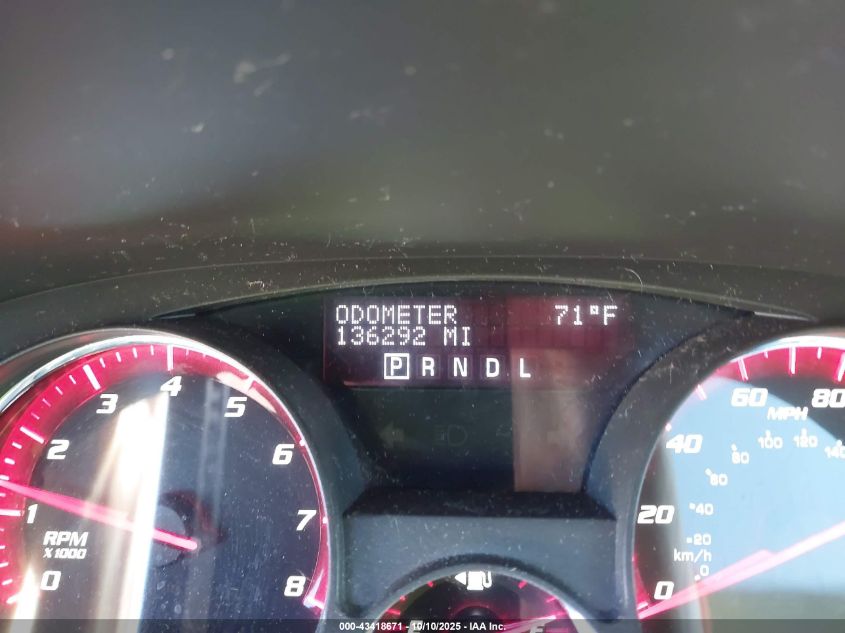 ODOMETER 71°F
136292 MI
P R N D L
0 1 2 3 4 5 6 7 8
RPM
X 1000
0 20 40 60 80
MPH
0 20 40 60 80 100 120 140
km/h
F
000-43418671 - 10/10/2025 - IAA Inc.